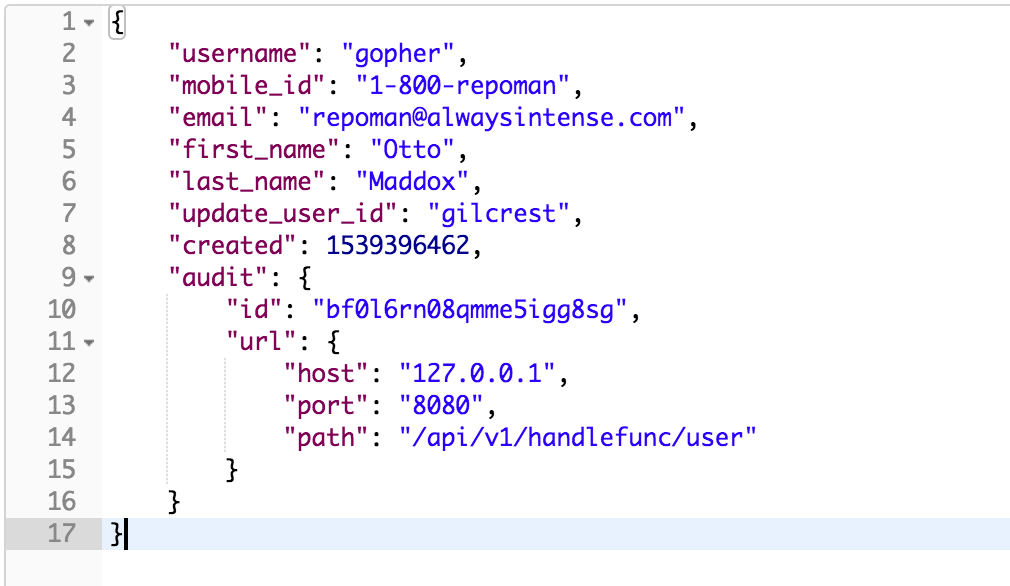 1 {
2 "username": "gopher",
3 "mobile_id": "1-800-repoman",
4 "email": "repoman@alwaysintense.com",
5 "first_name": "Otto",
6 "last_name": "Maddox",
7 "update_user_id": "gilcrest",
8 "created": 1539396462,
9 "audit": {
10 "id": "bf0l6rn08qmme5igg8sg",
11 "url": {
12 "host": "127.0.0.1",
13 "port": "8080",
14 "path": "/api/v1/handlefunc/user"
15 }
16 }
17 }